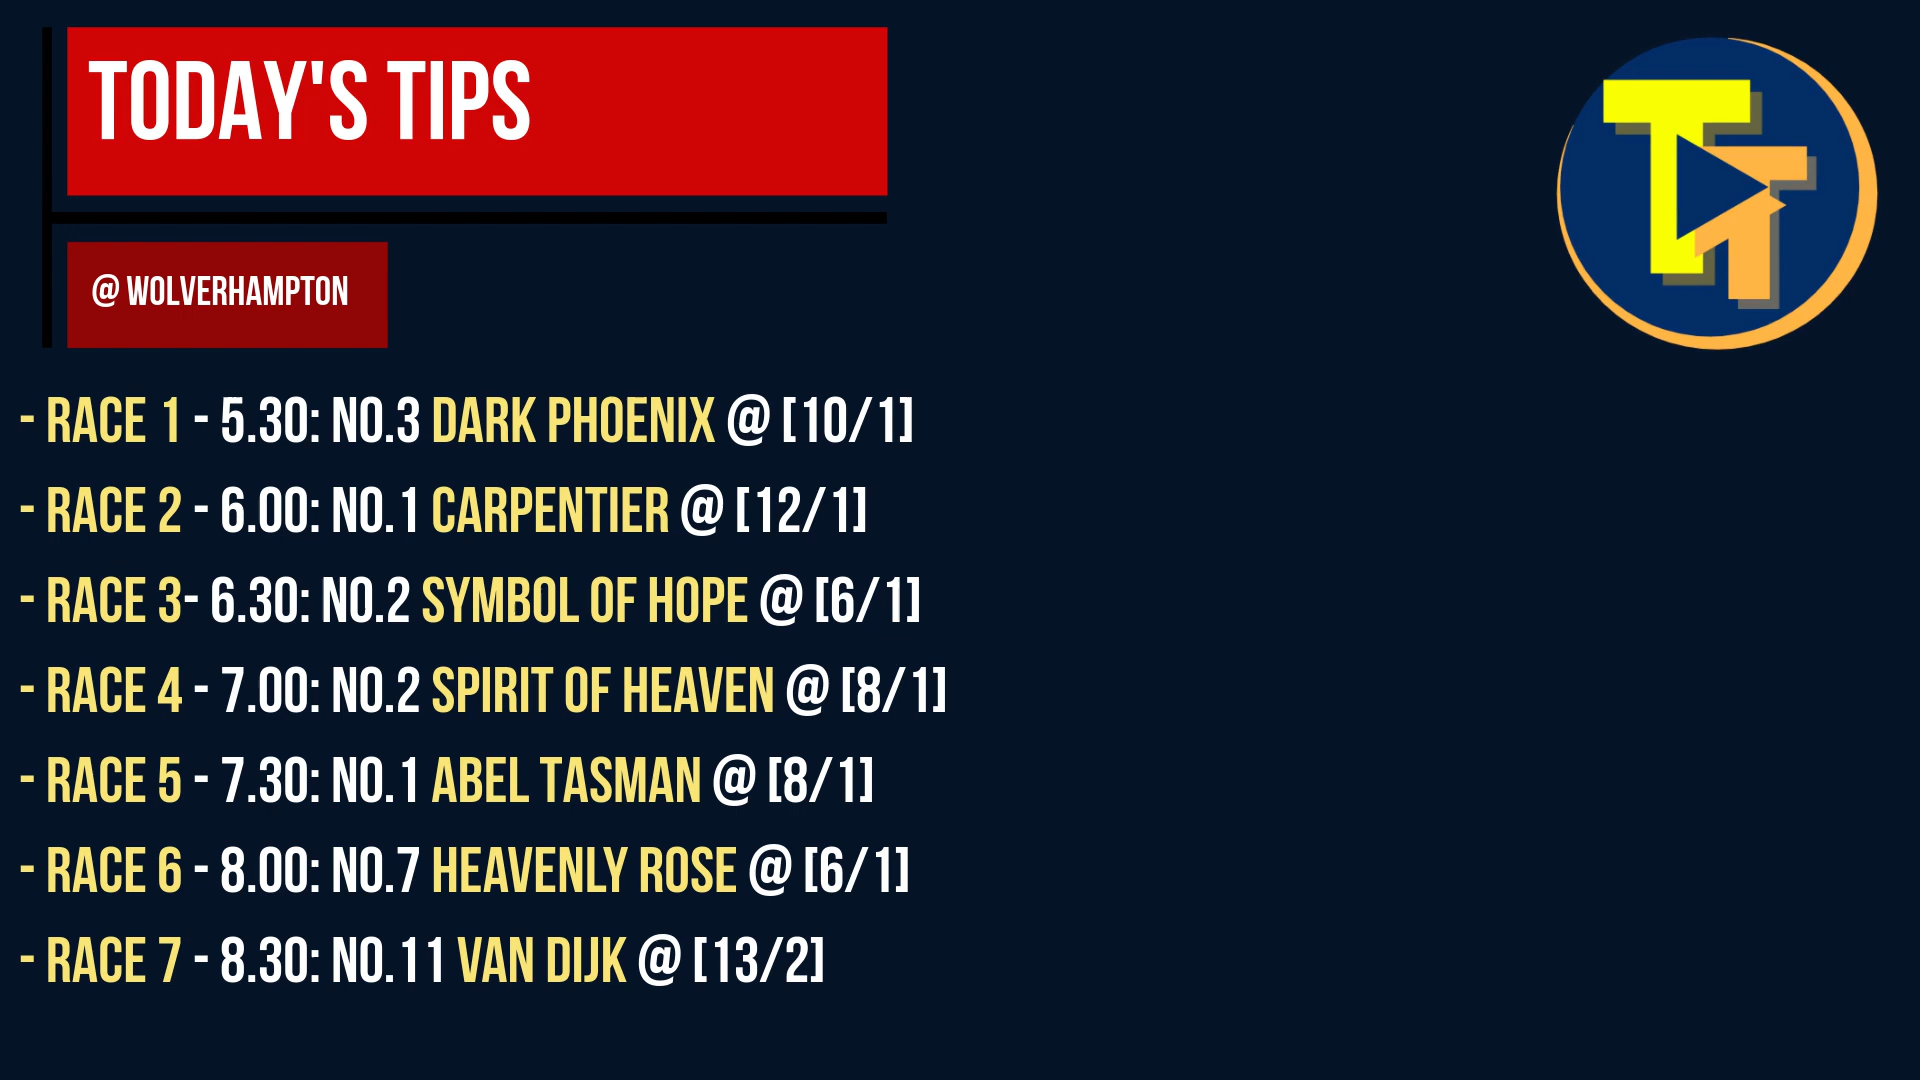 TODAY'S TIPS
@ WOLVERHAMPTON
TT
- RACE 1 - 5.30: NO.3 DARK PHOENIX @ [10/1]
- RACE 2 - 6.00: NO.1 CARPENTIER @ [12/1]
- RACE 3- 6.30: NO.2 SYMBOL OF HOPE @ [6/1]
- RACE 4 - 7.00: NO.2 SPIRIT OF HEAVEN @ [8/1]
- RACE 5 - 7.30: NO.1 ABEL TASMAN @ [8/1]
- RACE 6 - 8.00: NO.7 HEAVENLY ROSE @ [6/1]
- RACE 7 - 8.30: NO.11 VAN DIJK @ [13/2]